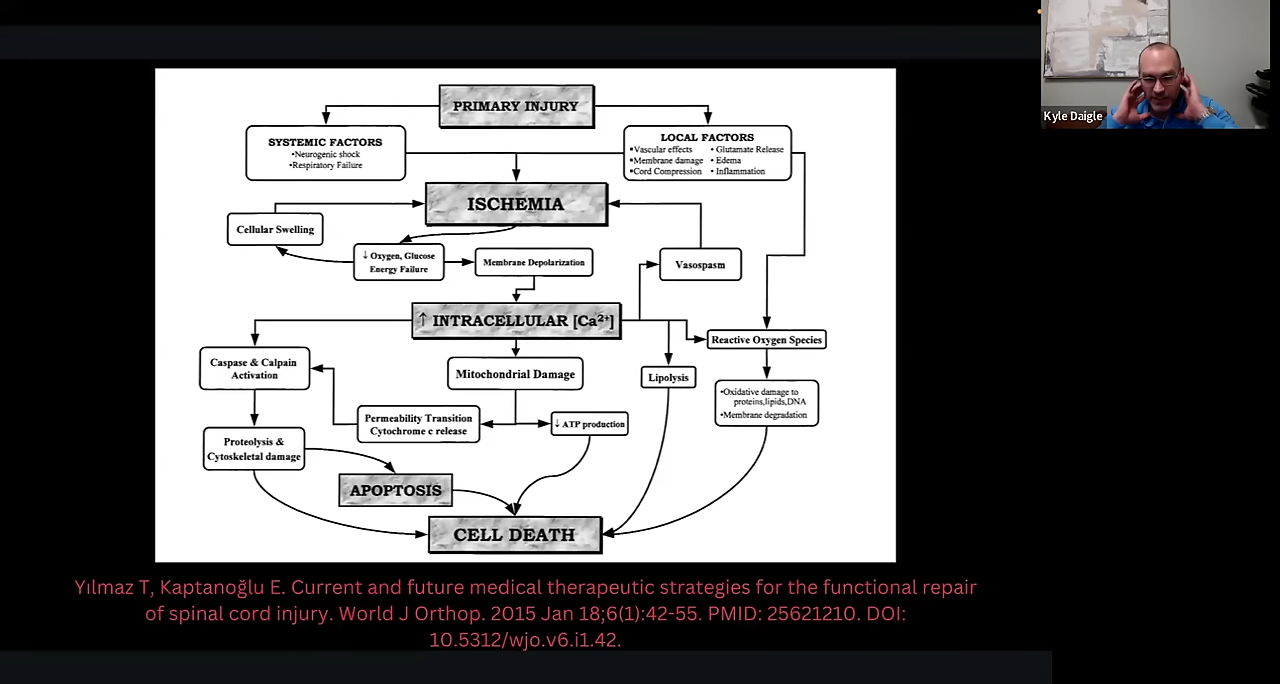 Kyle Daigle
PRIMARY INJURY
SYSTEMIC FACTORS
•Neurogenic shock
•Respiratory Failure
LOCAL FACTORS
•Vascular effects
•Membrane damage
•Cord Compression
• Glutamate Release
• Edema
• Inflammation
ISCHEMIA
Cellular Swelling
↓ Oxygen, Glucose
Energy Failure
Membrane Depolarization
Vasospasm
↑ INTRACELLULAR [Ca²⁺]
Reactive Oxygen Species
Caspase & Calpain
Activation
Mitochondrial Damage
Lipolysis
•Oxidative damage to
proteins,lipids,DNA
•Membrane degradation
Permeability Transition
Cytochrome c release
↓ ATP production
Proteolysis &
Cytoskeletal damage
APOPTOSIS
CELL DEATH
Yılmaz T, Kaptanoğlu E. Current and future medical therapeutic strategies for the functional repair
of spinal cord injury. World J Orthop. 2015 Jan 18;6(1):42-55. PMID: 25621210. DOI:
10.5312/wjo.v6.i1.42.